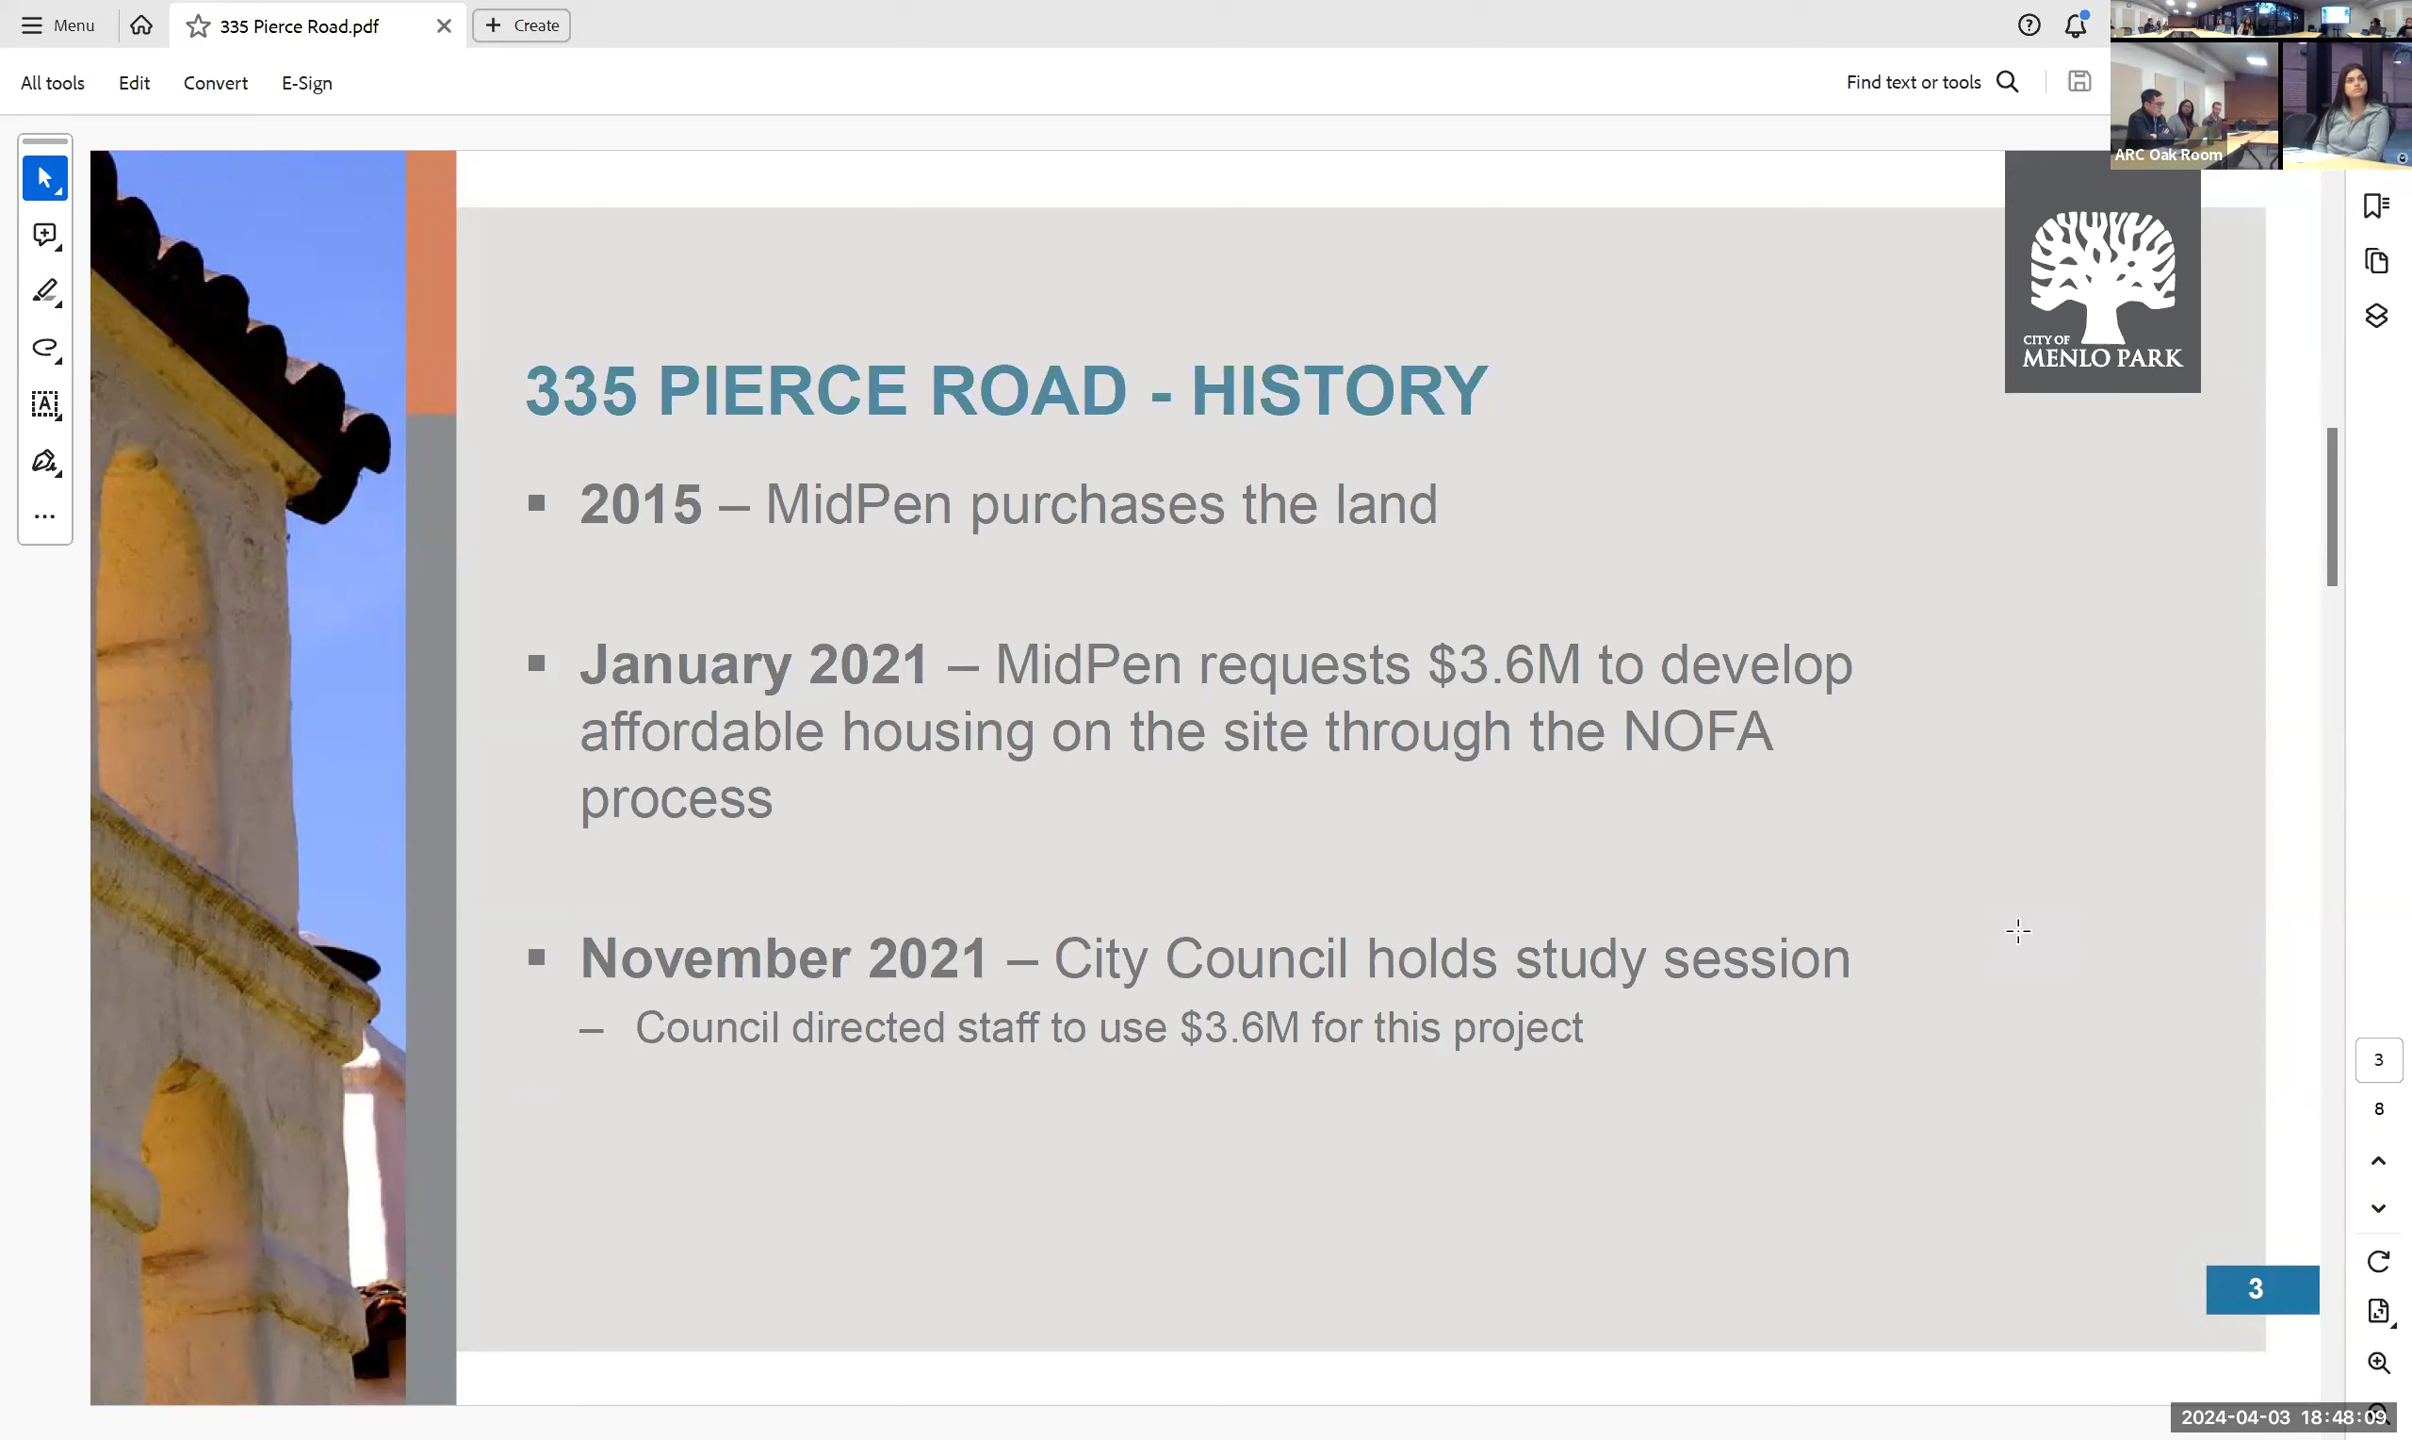 Menu
335 Pierce Road.pdf
Create
All tools
Edit
Convert
E-Sign
Find text or tools
ARC Oak Room
CITY OF
MENLO PARK
335 PIERCE ROAD - HISTORY
▪ 2015 – MidPen purchases the land
▪ January 2021 – MidPen requests $3.6M to develop
affordable housing on the site through the NOFA
process
▪ November 2021 – City Council holds study session
– Council directed staff to use $3.6M for this project
3
3
8
2024-04-03 18:48:09